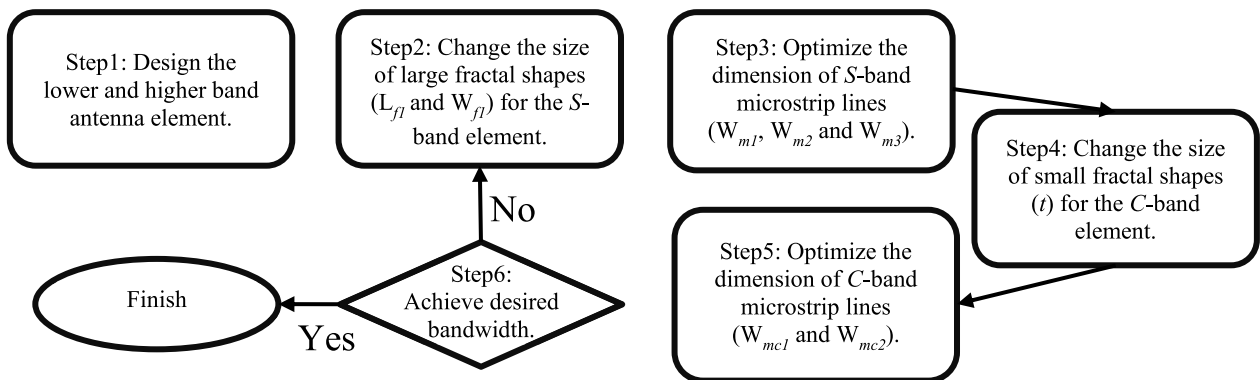 Step1: Design the
lower and higher band
antenna element.
Step2: Change the size
of large fractal shapes
(Lf1 and Wf1) for the S-
band element.
Step3: Optimize the
dimension of S-band
microstrip lines
(Wm1, Wm2 and Wm3).
Step4: Change the size
of small fractal shapes
(t) for the C-band
element.
Step5: Optimize the
dimension of C-band
microstrip lines
(Wmc1 and Wmc2).
No
Step6:
Achieve desired
bandwidth.
Yes
Finish